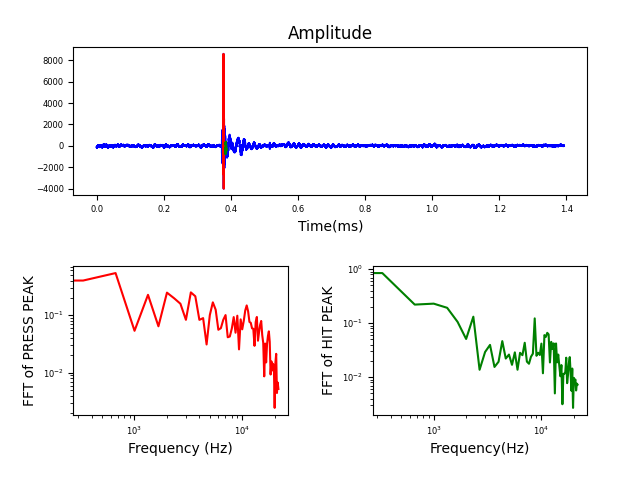 Amplitude
8000
6000
4000
2000
0
−2000
−4000
0.0 0.2 0.4 0.6 0.8 1.0 1.2 1.4
Time(ms)
FFT of PRESS PEAK
10⁻¹
10⁻²
10³ 10⁴
Frequency (Hz)
FFT of HIT PEAK
10⁰
10⁻¹
10⁻²
10³ 10⁴
Frequency(Hz)